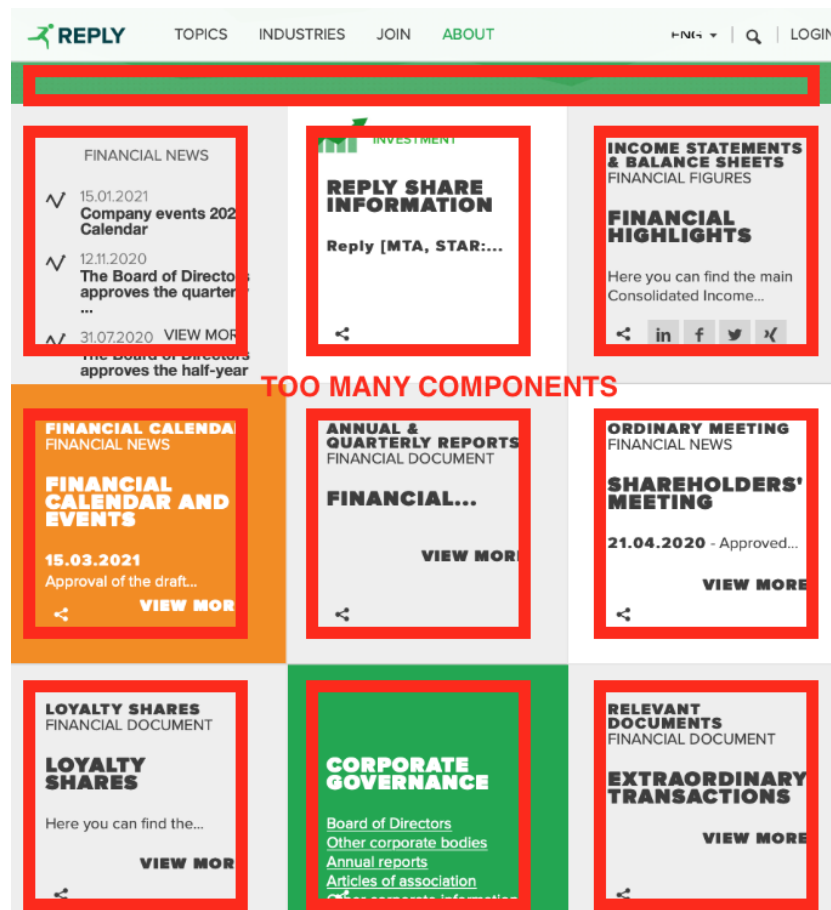 REPLY TOPICS INDUSTRIES JOIN ABOUT ENG LOGIN
FINANCIAL NEWS
15.01.2021
Company events 202
Calendar
12.11.2020
The Board of Directors
approves the quarterly
...
31.07.2020 VIEW MOR
The Board of Directors
approves the half-year
INVESTMENT
REPLY SHARE
INFORMATION
Reply [MTA, STAR:...
INCOME STATEMENTS
& BALANCE SHEETS
FINANCIAL FIGURES
FINANCIAL
HIGHLIGHTS
Here you can find the main
Consolidated Income...
in f
TOO MANY COMPONENTS
FINANCIAL CALENDA
FINANCIAL NEWS
FINANCIAL
CALENDAR AND
EVENTS
15.03.2021
Approval of the draft...
VIEW MOR
ANNUAL &
QUARTERLY REPORTS
FINANCIAL DOCUMENT
FINANCIAL...
VIEW MORE
ORDINARY MEETING
FINANCIAL NEWS
SHAREHOLDERS'
MEETING
21.04.2020 - Approved...
VIEW MORE
LOYALTY SHARES
FINANCIAL DOCUMENT
LOYALTY
SHARES
Here you can find the...
VIEW MOR
CORPORATE
GOVERNANCE
Board of Directors
Other corporate bodies
Annual reports
Articles of association
Other corporate information
RELEVANT
DOCUMENTS
FINANCIAL DOCUMENT
EXTRAORDINARY
TRANSACTIONS
VIEW MORE